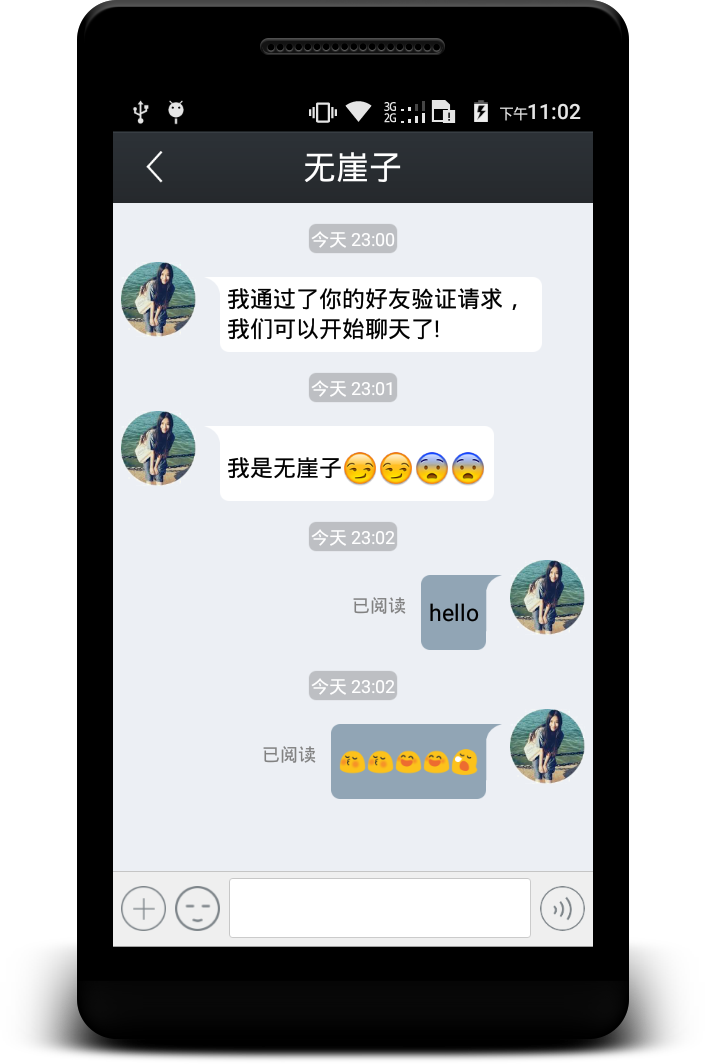 3G
2G
下午11:02
无崖子
今天 23:00
我通过了你的好友验证请求，
我们可以开始聊天了!
今天 23:01
我是无崖子😏😏😨😨
今天 23:02
已阅读
hello
今天 23:02
已阅读